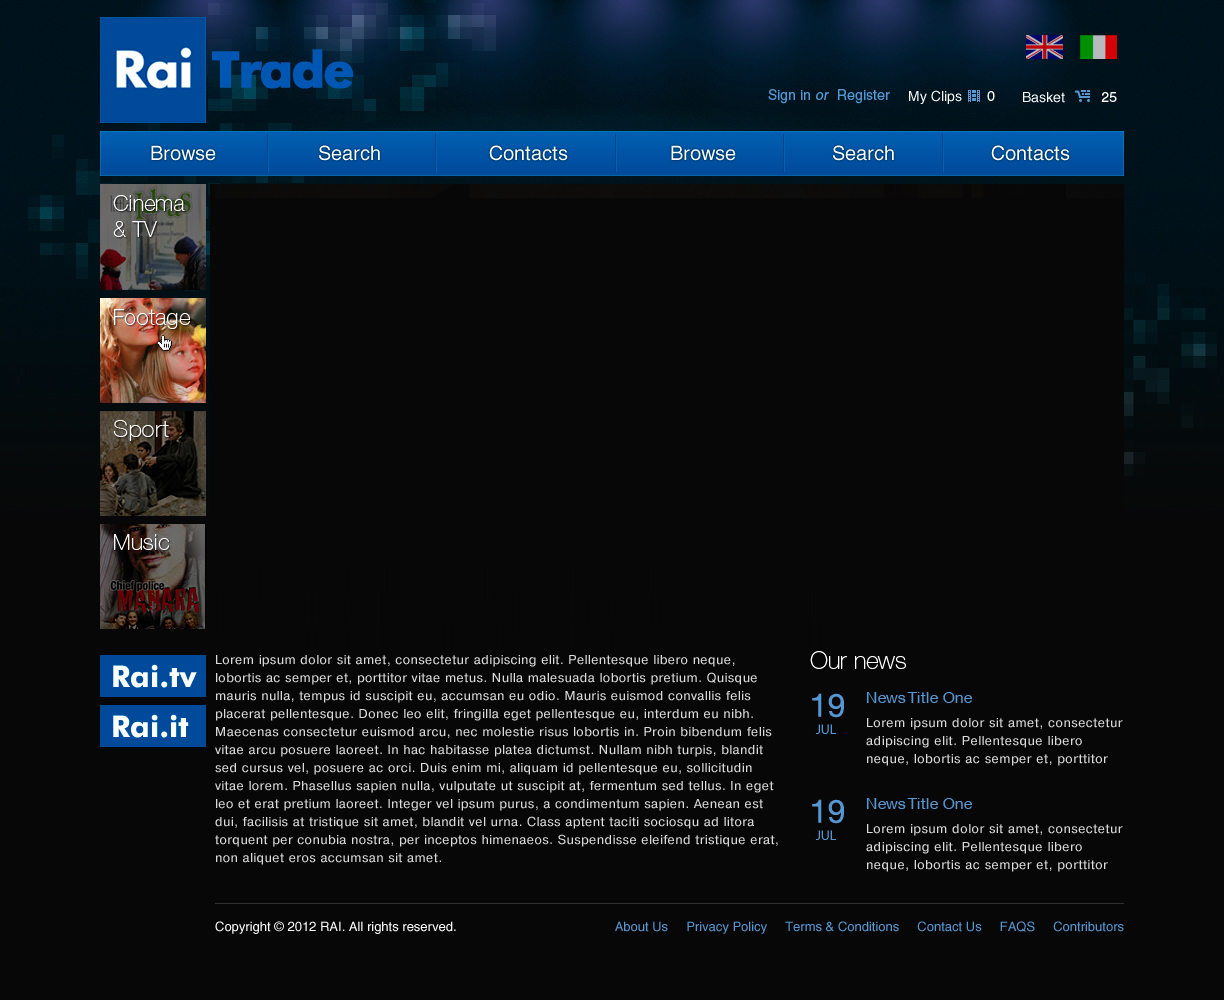 Rai Trade
Sign in or Register
My Clips 0
Basket 25
Browse Search Contacts Browse Search Contacts
Cinema
& TV
Footage
Sport
Music
Chief police
MANARA
Rai.tv
Rai.it
Lorem ipsum dolor sit amet, consectetur adipiscing elit. Pellentesque libero neque,
lobortis ac semper et, porttitor vitae metus. Nulla malesuada lobortis pretium. Quisque
mauris nulla, tempus id suscipit eu, accumsan eu odio. Mauris euismod convallis felis
placerat pellentesque. Donec leo elit, fringilla eget pellentesque eu, interdum eu nibh.
Maecenas consectetur euismod arcu, nec molestie risus lobortis in. Proin bibendum felis
vitae arcu posuere laoreet. In hac habitasse platea dictumst. Nullam nibh turpis, blandit
sed cursus vel, posuere ac orci. Duis enim mi, aliquam id pellentesque eu, sollicitudin
vitae lorem. Phasellus sapien nulla, vulputate ut suscipit at, fermentum sed tellus. In eget
leo et erat pretium laoreet. Integer vel ipsum purus, a condimentum sapien. Aenean est
dui, facilisis at tristique sit amet, blandit vel urna. Class aptent taciti sociosqu ad litora
torquent per conubia nostra, per inceptos himenaeos. Suspendisse eleifend tristique erat,
non aliquet eros accumsan sit amet.
Our news
19
JUL
News Title One
Lorem ipsum dolor sit amet, consectetur
adipiscing elit. Pellentesque libero
neque, lobortis ac semper et, porttitor
19
JUL
News Title One
Lorem ipsum dolor sit amet, consectetur
adipiscing elit. Pellentesque libero
neque, lobortis ac semper et, porttitor
Copyright © 2012 RAI. All rights reserved.
About Us Privacy Policy Terms & Conditions Contact Us FAQS Contributors